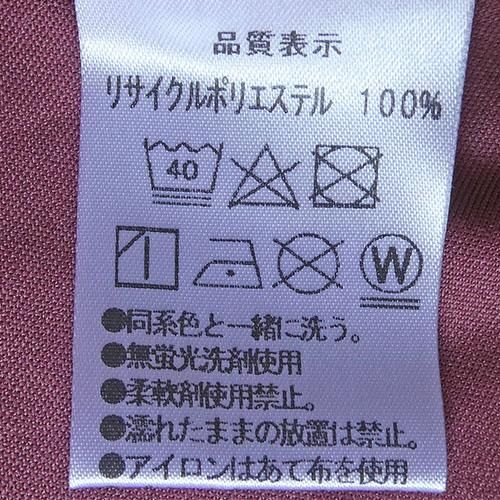 品質表示
リサイクルポリエステル 100%
40
W
●同系色と一緒に洗う。
●無蛍光洗剤使用
●柔軟剤使用禁止。
●濡れたままの放置は禁止。
●アイロンはあて布を使用